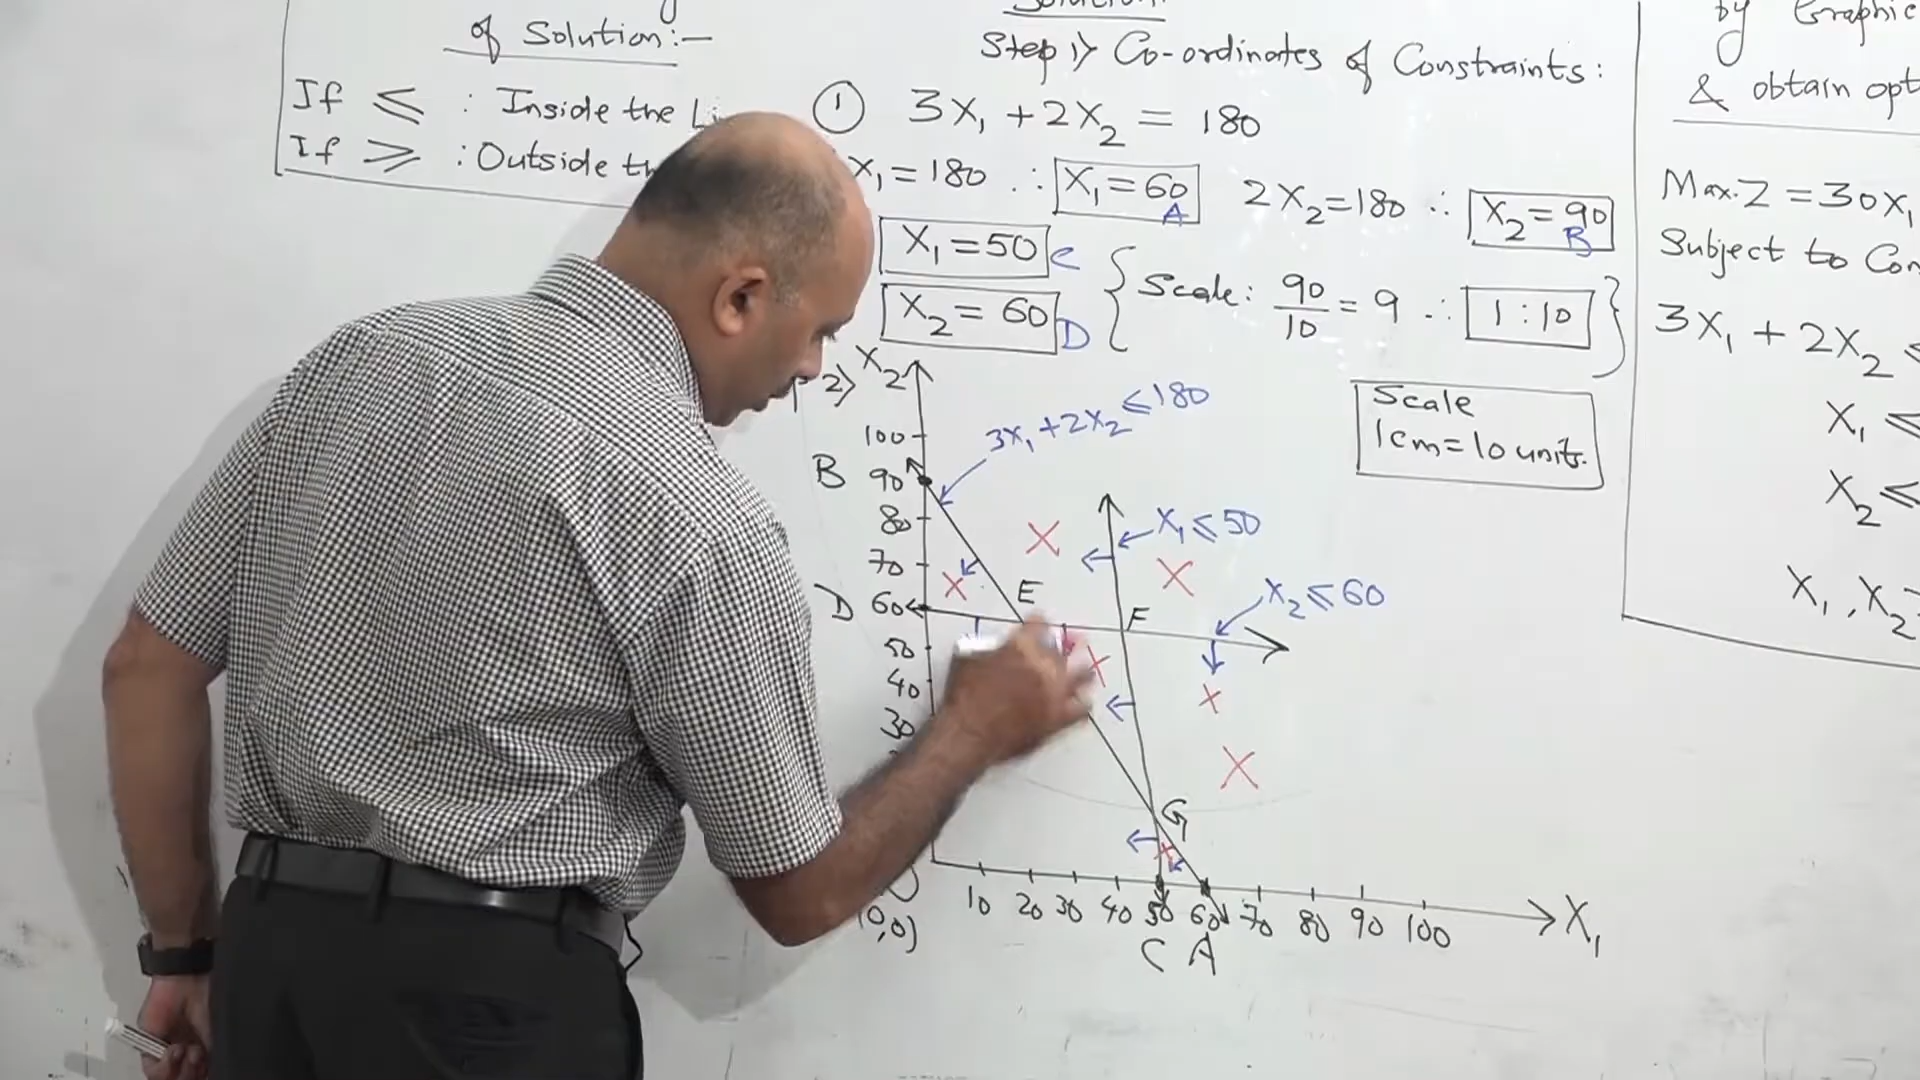 of Solution:-
If ≤ : Inside the
If ≥ : Outside
Solution:
Step 1> Co-ordinates of Constraints:
① 3X₁ + 2X₂ = 180
X₁ = 180 ∴ X₁ = 60 A 2X₂ = 180 ∴ X₂ = 90 B
X₁ = 50 C
X₂ = 60 D
Scale: 90/10 = 9 ∴ 1:10
2> X₂
Scale
1cm = 10 units.
3X₁ + 2X₂ ≤ 180
100
B 90
80
70
D 60
50
40
30
E
F
G
X₁ ≤ 50
X₂ ≤ 60
(0,0)
10 20 30 40 50 60 70 80 90 100 X₁
C A
by Graphic
& obtain opt
Max. Z = 30X₁
Subject to Con
3X₁ + 2X₂ ≤
X₁ ≤
X₂ ≤
X₁, X₂ ≥